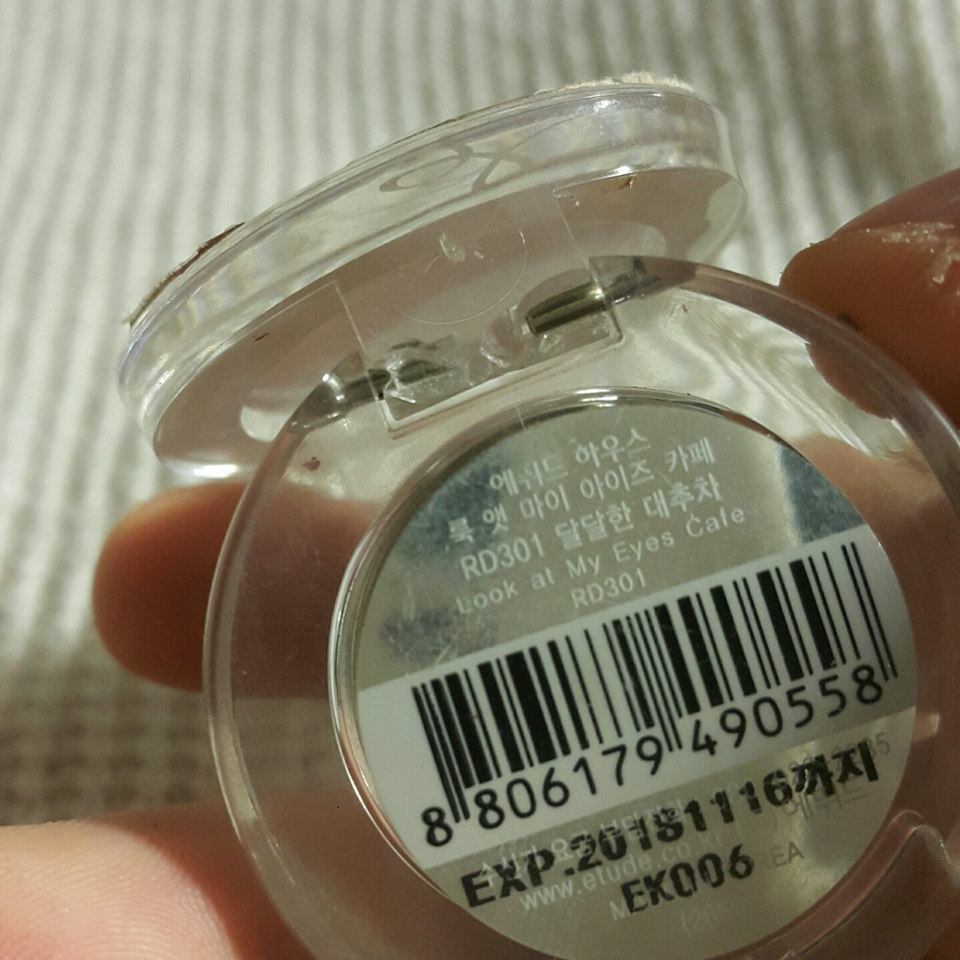 에뛰드 하우스
룩 앳 마이 아이즈 카페
RD301 달달한 대추차
Look at My Eyes Cafe
RD301
8 806179 490558
EXP.20181116까지
www.etude.co.kr
EK006